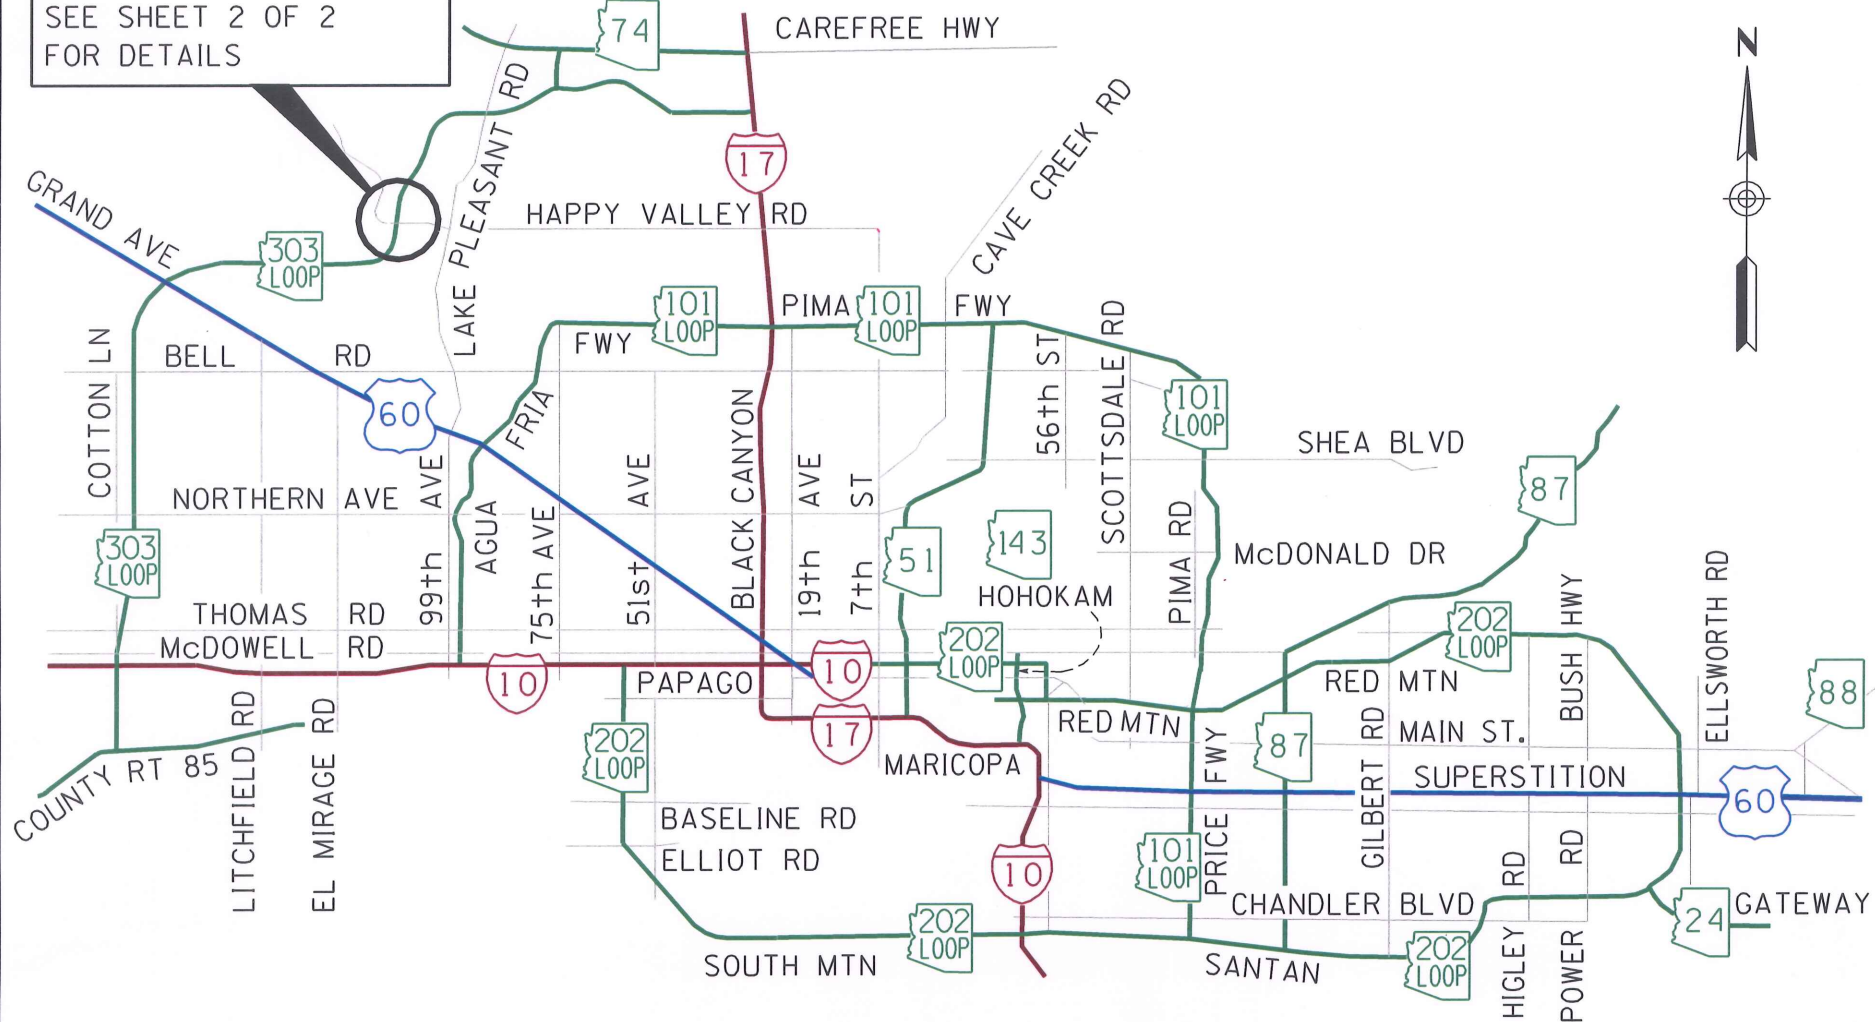 SEE SHEET 2 OF 2
FOR DETAILS
74
CAREFREE HWY
N
LAKE PLEASANT RD
17
CAVE CREEK RD
GRAND AVE
HAPPY VALLEY RD
303
LOOP
101
LOOP
PIMA
101
LOOP
FWY
FWY
BELL RD
COTTON LN
60
AGUA FRIA
BLACK CANYON
56th ST
SCOTTSDALE RD
101
LOOP
SHEA BLVD
NORTHERN AVE
99th AVE
75th AVE
51st AVE
19th AVE
7th ST
87
303
LOOP
51
143
HOHOKAM
PIMA RD
McDONALD DR
THOMAS RD
McDOWELL RD
202
LOOP
202
LOOP
BUSH HWY
ELLSWORTH RD
10
PAPAGO
10
RED MTN
88
LITCHFIELD RD
EL MIRAGE RD
202
LOOP
17
RED MTN
87
GILBERT RD
MAIN ST.
COUNTY RT 85
MARICOPA
SUPERSTITION
60
BASELINE RD
ELLIOT RD
10
101
LOOP
PRICE FWY
CHANDLER BLVD
HIGLEY RD
POWER RD
24
GATEWAY
202
LOOP
SOUTH MTN
SANTAN
202
LOOP